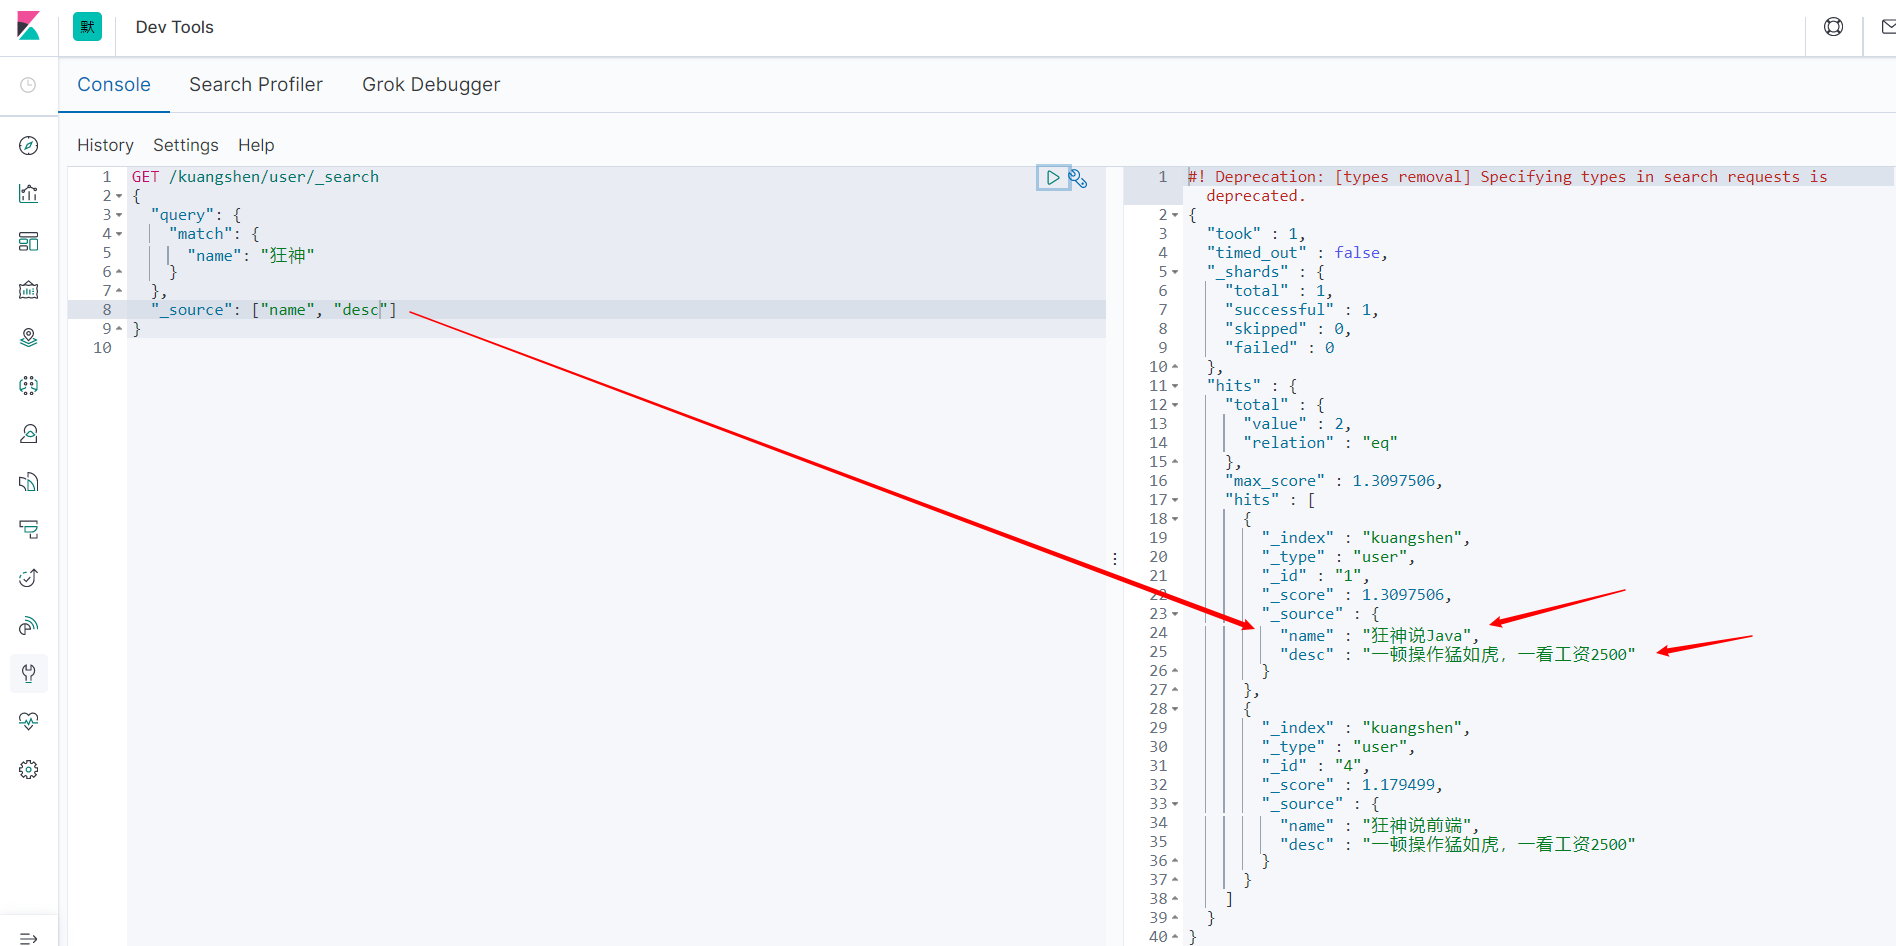 默 Dev Tools
Console Search Profiler Grok Debugger
History Settings Help
1 GET /kuangshen/user/_search
2 {
3 "query": {
4 "match": {
5 "name": "狂神"
6 }
7 },
8 "_source": ["name", "desc"]
9 }
10
1 #! Deprecation: [types removal] Specifying types in search requests is
deprecated.
2 {
3 "took" : 1,
4 "timed_out" : false,
5 "_shards" : {
6 "total" : 1,
7 "successful" : 1,
8 "skipped" : 0,
9 "failed" : 0
10 },
11 "hits" : {
12 "total" : {
13 "value" : 2,
14 "relation" : "eq"
15 },
16 "max_score" : 1.3097506,
17 "hits" : [
18 {
19 "_index" : "kuangshen",
20 "_type" : "user",
21 "_id" : "1",
22 "_score" : 1.3097506,
23 "_source" : {
24 "name" : "狂神说Java",
25 "desc" : "一顿操作猛如虎，一看工资2500"
26 }
27 },
28 {
29 "_index" : "kuangshen",
30 "_type" : "user",
31 "_id" : "4",
32 "_score" : 1.179499,
33 "_source" : {
34 "name" : "狂神说前端",
35 "desc" : "一顿操作猛如虎，一看工资2500"
36 }
37 }
38 ]
39 }
40 }